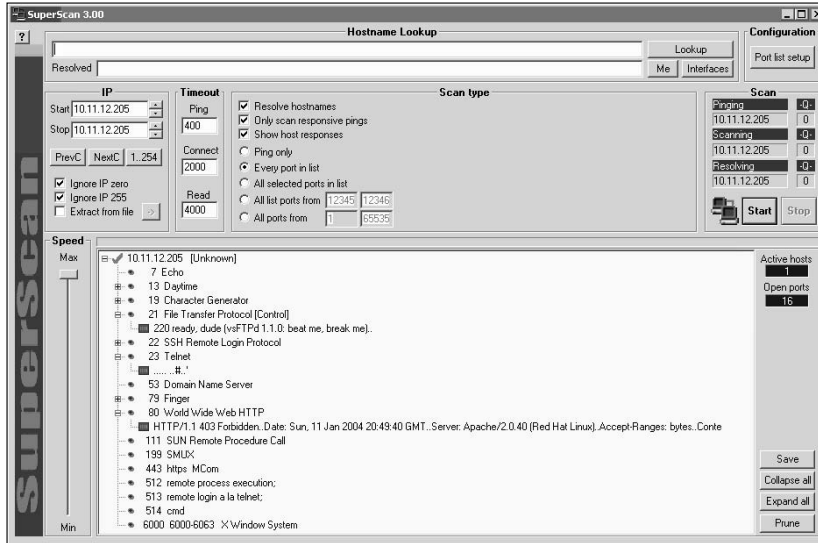 SuperScan 3.00
?
Hostname Lookup
Lookup
Resolved
Me
Interfaces
Configuration
Port list setup
IP
Start 10.11.12.205
Stop 10.11.12.205
PrevC
NextC
1..254
Ignore IP zero
Ignore IP 255
Extract from file
->
Timeout
Ping
400
Connect
2000
Read
4000
Scan type
Resolve hostnames
Only scan responsive pings
Show host responses
Ping only
Every port in list
All selected ports in list
All list ports from 12345 12346
All ports from 1 65535
Scan
Pinging -Q-
10.11.12.205 0
Scanning -Q-
10.11.12.205 0
Resolving -Q-
10.11.12.205 0
Start
Stop
SuperScan
Speed
Max
Min
10.11.12.205 [Unknown]
7 Echo
13 Daytime
19 Character Generator
21 File Transfer Protocol [Control]
220 ready, dude (vsFTPd 1.1.0: beat me, break me)..
22 SSH Remote Login Protocol
23 Telnet
..... ..#..'
53 Domain Name Server
79 Finger
80 World Wide Web HTTP
HTTP/1.1 403 Forbidden..Date: Sun, 11 Jan 2004 20:49:40 GMT..Server: Apache/2.0.40 (Red Hat Linux)..Accept-Ranges: bytes..Conte
111 SUN Remote Procedure Call
199 SMUX
443 https MCom
512 remote process execution;
513 remote login a la telnet;
514 cmd
6000 6000-6063 X Window System
Active hosts
1
Open ports
16
Save
Collapse all
Expand all
Prune